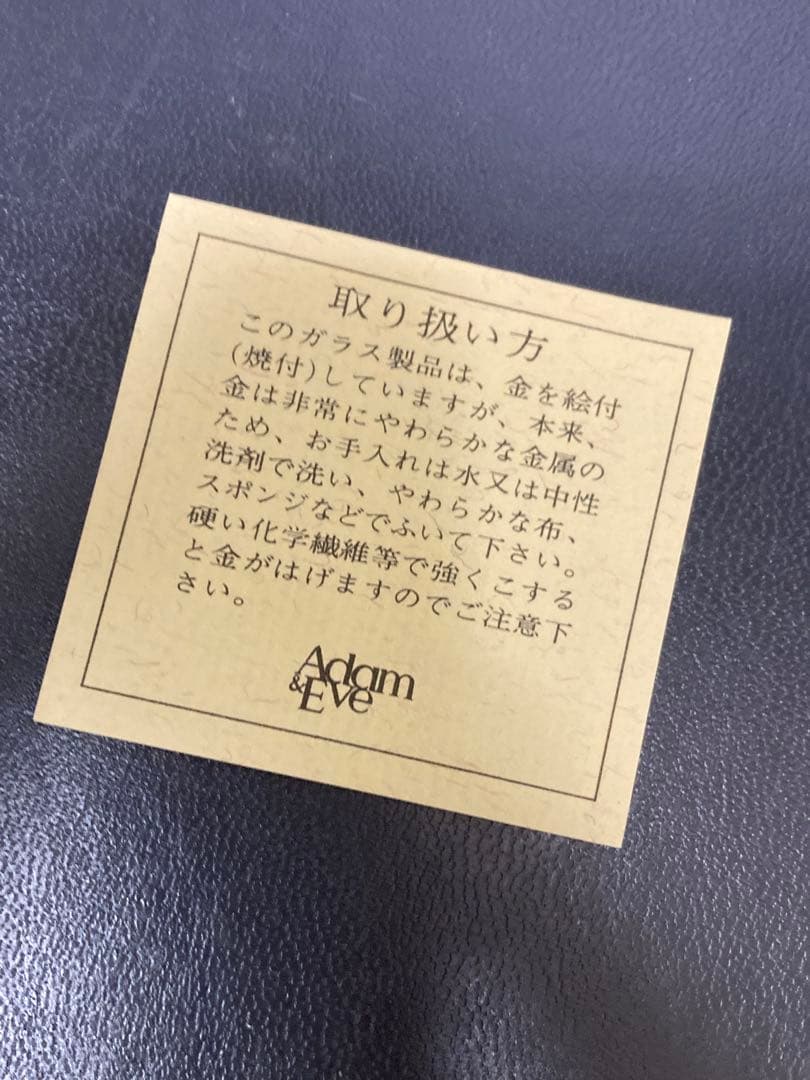 取り扱い方
このガラス製品は、金を絵付
(焼付)していますが、本来、
金は非常にやわらかな金属の
ため、お手入れは水又は中性
洗剤で洗い、やわらかな布、
スポンジなどでふいて下さい。
硬い化学繊維等で強くこする
と金がはげますのでご注意下
さい。
Adam
&Eve